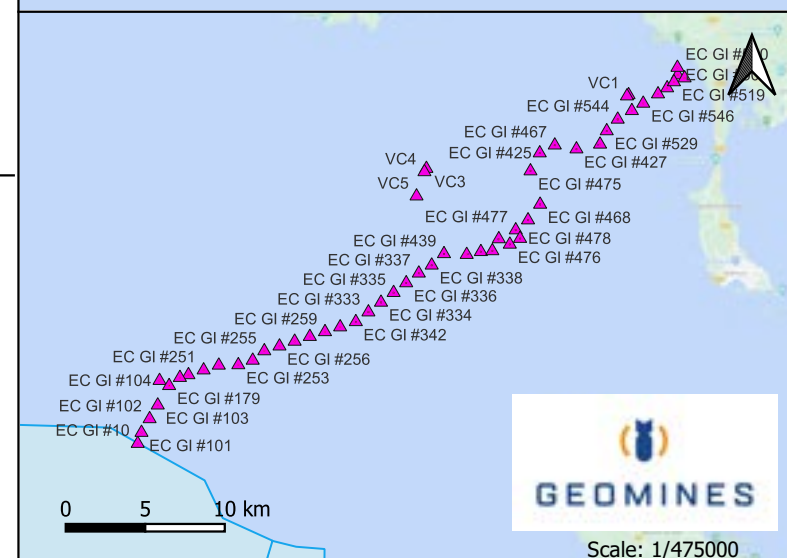 EC GI #
EC GI #
VC1
EC GI #519
EC GI #544
EC GI #546
EC GI #467
EC GI #529
EC GI #425
EC GI #427
VC4
VC3
VC5
EC GI #475
EC GI #477
EC GI #468
EC GI #478
EC GI #439
EC GI #476
EC GI #337
EC GI #338
EC GI #335
EC GI #336
EC GI #333
EC GI #334
EC GI #259
EC GI #342
EC GI #255
EC GI #256
EC GI #251
EC GI #253
EC GI #104
EC GI #179
EC GI #102
EC GI #103
EC GI #10
EC GI #101
0 5 10 km
GEOMINES
Scale: 1/475000